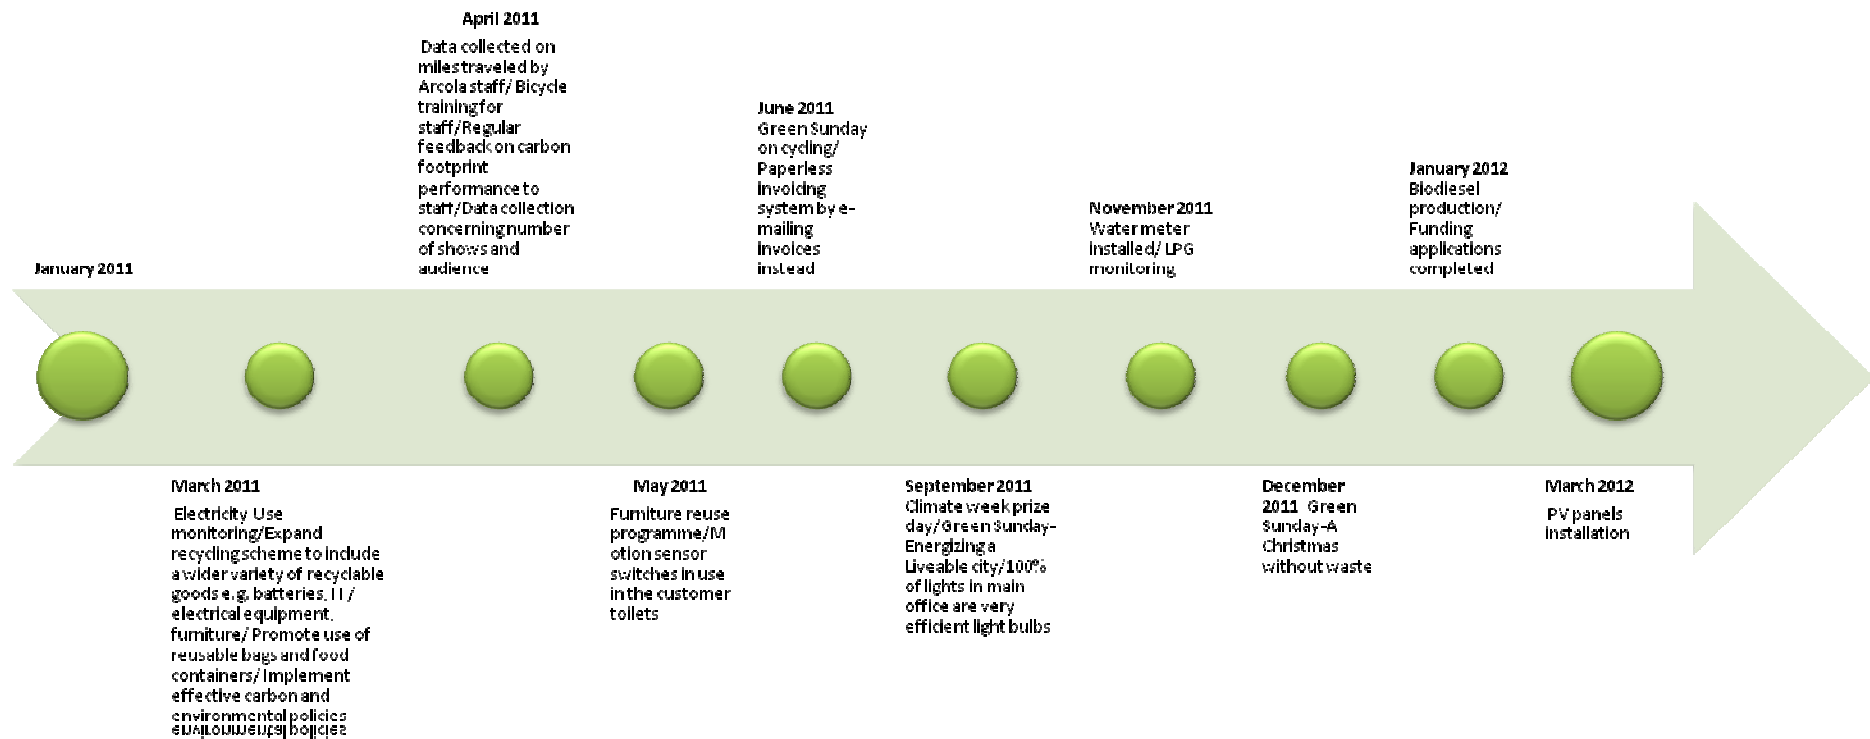 January 2011
March 2011
Electricity Use
monitoring/Expand
recycling scheme to include
a wider variety of recyclable
goods e.g. batteries, IT/
electrical equipment,
furniture/ Promote use of
reusable bags and food
containers/ Implement
effective carbon and
environmental policies
April 2011
Data collected on
miles traveled by
Arcola staff/ Bicycle
training for
staff/Regular
feedback on carbon
footprint
performance to
staff/Data collection
concerning number
of shows and
audience
May 2011
Furniture reuse
programme/M
otion sensor
switches in use
in the customer
toilets
June 2011
Green Sunday
on cycling/
Paperless
invoicing
system by e-
mailing
invoices
instead
September 2011
Climate week prize
day/Green Sunday-
Energizing a
Liveable city/100%
of lights in main
office are very
efficient light bulbs
November 2011
Water meter
installed/ LPG
monitoring
December
2011 Green
Sunday-A
Christmas
without waste
January 2012
Biodiesel
production/
Funding
applications
completed
March 2012
PV panels
installation